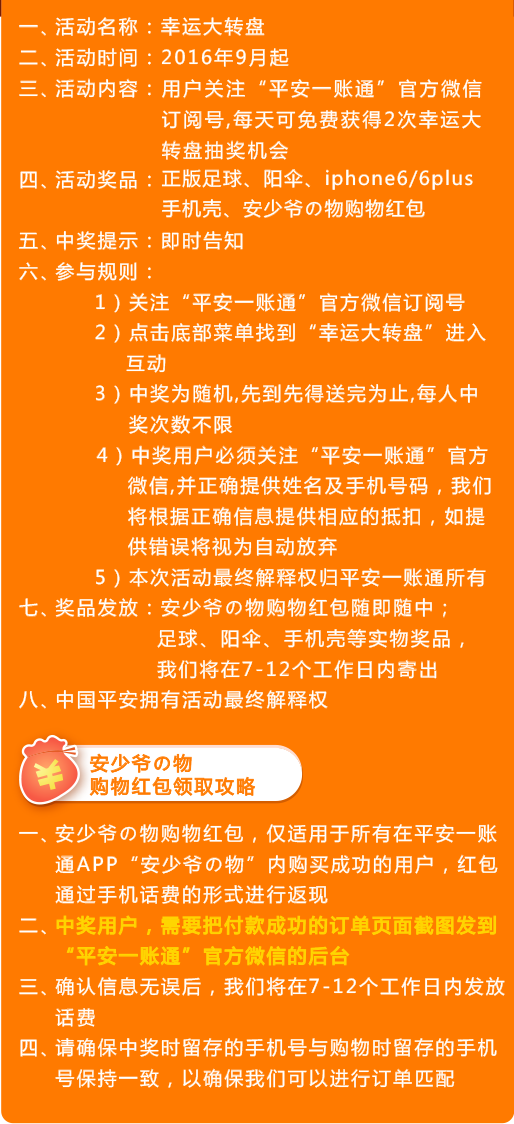 一、活动名称：幸运大转盘
二、活动时间：2016年9月起
三、活动内容：用户关注“平安一账通”官方微信
订阅号,每天可免费获得2次幸运大
转盘抽奖机会
四、活动奖品：正版足球、阳伞、iphone6/6plus
手机壳、安少爷の物购物红包
五、中奖提示：即时告知
六、参与规则：
1）关注“平安一账通”官方微信订阅号
2）点击底部菜单找到“幸运大转盘”进入
互动
3）中奖为随机,先到先得送完为止,每人中
奖次数不限
4）中奖用户必须关注“平安一账通”官方
微信,并正确提供姓名及手机号码，我们
将根据正确信息提供相应的抵扣，如提
供错误将视为自动放弃
5）本次活动最终解释权归平安一账通所有
七、奖品发放：安少爷の物购物红包随即随中；
足球、阳伞、手机壳等实物奖品，
我们将在7-12个工作日内寄出
八、中国平安拥有活动最终解释权
安少爷の物
购物红包领取攻略
一、安少爷の物购物红包，仅适用于所有在平安一账
通APP“安少爷の物”内购买成功的用户，红包
通过手机话费的形式进行返现
二、中奖用户，需要把付款成功的订单页面截图发到
“平安一账通”官方微信的后台
三、确认信息无误后，我们将在7-12个工作日内发放
话费
四、请确保中奖时留存的手机号与购物时留存的手机
号保持一致，以确保我们可以进行订单匹配